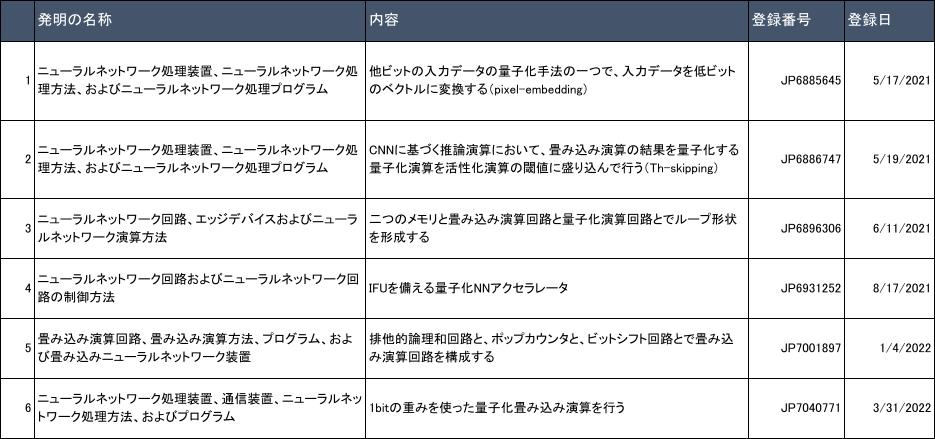 発明の名称 内容 登録番号 登録日
1 ニューラルネットワーク処理装置、ニューラルネットワーク処
理方法、およびニューラルネットワーク処理プログラム
他ビットの入力データの量子化手法の一つで、入力データを低ビット
のベクトルに変換する(pixel-embedding)
JP6885645 5/17/2021
2 ニューラルネットワーク処理装置、ニューラルネットワーク処
理方法、およびニューラルネットワーク処理プログラム
CNNに基づく推論演算において、畳み込み演算の結果を量子化する
量子化演算を活性化演算の閾値に盛り込んで行う(Th-skipping)
JP6886747 5/19/2021
3 ニューラルネットワーク回路、エッジデバイスおよびニューラ
ルネットワーク演算方法
二つのメモリと畳み込み演算回路と量子化演算回路とでループ形状
を形成する
JP6896306 6/11/2021
4 ニューラルネットワーク回路およびニューラルネットワーク回
路の制御方法
IFUを備える量子化NNアクセラレータ
JP6931252 8/17/2021
5 畳み込み演算回路、畳み込み演算方法、プログラム、およ
び畳み込みニューラルネットワーク装置
排他的論理和回路と、ポップカウンタと、ビットシフト回路とで畳み込
み演算回路を構成する
JP7001897 1/4/2022
6 ニューラルネットワーク処理装置、通信装置、ニューラルネッ
トワーク処理方法、およびプログラム
1bitの重みを使った量子化畳み込み演算を行う
JP7040771 3/31/2022